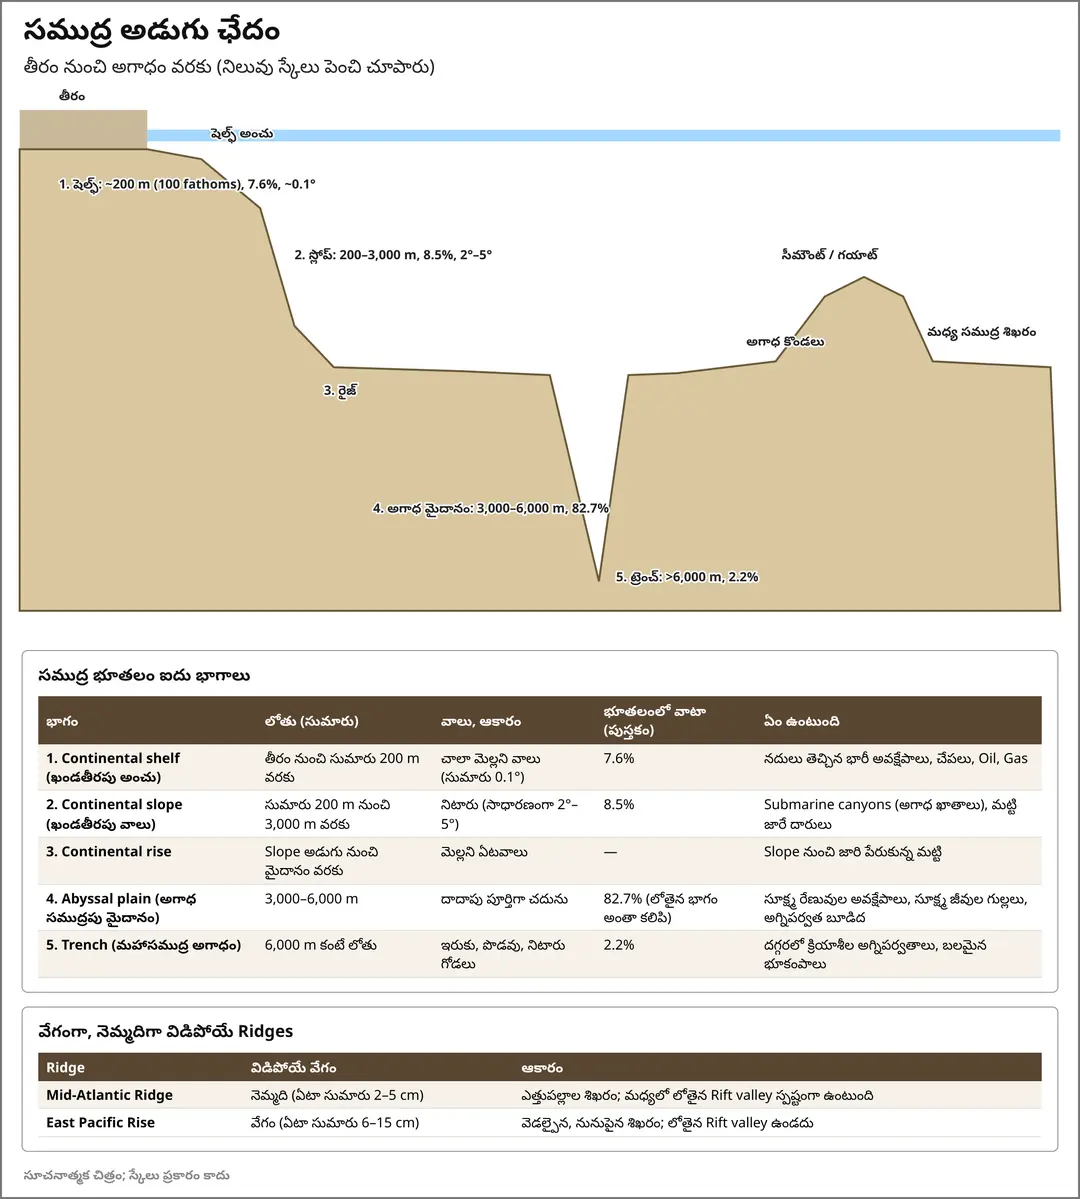 సముద్ర అడుగు ఛేదం
తీరం నుంచి అగాధం వరకు (నిలువు స్కేలు పెంచి చూపారు)
తీరం
షెల్ఫ్ అంచు
1. షెల్ఫ్: ~200 m (100 fathoms), 7.6%, ~0.1°
2. స్లోప్: 200–3,000 m, 8.5%, 2°–5°
సీమౌంట్ / గయాట్
మధ్య సముద్ర శిఖరం
అగాధ కొండలు
3. రైజ్
4. అగాధ మైదానం: 3,000–6,000 m, 82.7%
5. ట్రెంచ్: >6,000 m, 2.2%
సముద్ర భూతలం ఐదు భాగాలు
భాగం లోతు (సుమారు) వాలు, ఆకారం భూతలంలో వాటా (పుస్తకం) ఏం ఉంటుంది
1. Continental shelf (ఖండతీరపు అంచు) తీరం నుంచి సుమారు 200 m వరకు చాలా మెల్లని వాలు (సుమారు 0.1°) 7.6% నదులు తెచ్చిన భారీ అవక్షేపాలు, చేపలు, Oil, Gas
2. Continental slope (ఖండతీరపు వాలు) సుమారు 200 m నుంచి 3,000 m వరకు నిటారు (సాధారణంగా 2°–5°) 8.5% Submarine canyons (అగాధ ఖాతాలు), మట్టి జారే దారులు
3. Continental rise Slope అడుగు నుంచి మైదానం వరకు మెల్లని ఏటవాలు — Slope నుంచి జారి పేరుకున్న మట్టి
4. Abyssal plain (అగాధ సముద్రపు మైదానం) 3,000–6,000 m దాదాపు పూర్తిగా చదును 82.7% (లోతైన భాగం అంతా కలిపి) సూక్ష్మ రేణువుల అవక్షేపాలు, సూక్ష్మ జీవుల గుల్లలు, అగ్నిపర్వత బూడిద
5. Trench (మహాసముద్ర అగాధం) 6,000 m కంటే లోతు ఇరుకు, పొడవు, నిటారు గోడలు 2.2% దగ్గరలో క్రియాశీల అగ్నిపర్వతాలు, బలమైన భూకంపాలు
వేగంగా, నెమ్మదిగా విడిపోయే Ridges
Ridge విడిపోయే వేగం ఆకారం
Mid-Atlantic Ridge నెమ్మది (ఏటా సుమారు 2–5 cm) ఎత్తుపల్లాల శిఖరం; మధ్యలో లోతైన Rift valley స్పష్టంగా ఉంటుంది
East Pacific Rise వేగం (ఏటా సుమారు 6–15 cm) వెడల్పైన, నునుపైన శిఖరం; లోతైన Rift valley ఉండదు
సూచనాత్మక చిత్రం; స్కేలు ప్రకారం కాదు